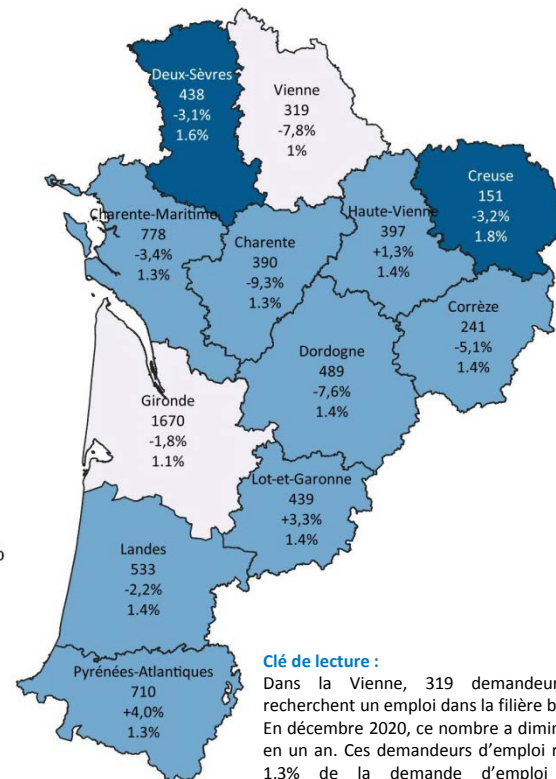 Deux-Sèvres
438
-3,1%
1.6%
Vienne
319
-7,8%
1%
Creuse
151
-3,2%
1.8%
Charente-Maritime
778
-3,4%
1.3%
Charente
390
-9,3%
1.3%
Haute-Vienne
397
+1,3%
1.4%
Corrèze
241
-5,1%
1.4%
Dordogne
489
-7,6%
1.4%
Gironde
1670
-1,8%
1.1%
Lot-et-Garonne
439
+3,3%
1.4%
Landes
533
-2,2%
1.4%
Pyrénées-Atlantiques
710
+4,0%
1.3%
Clé de lecture :
Dans la Vienne, 319 demandeur
recherchent un emploi dans la filière b
En décembre 2020, ce nombre a dimin
en un an. Ces demandeurs d’emploi r
1.3% de la demande d’emploi